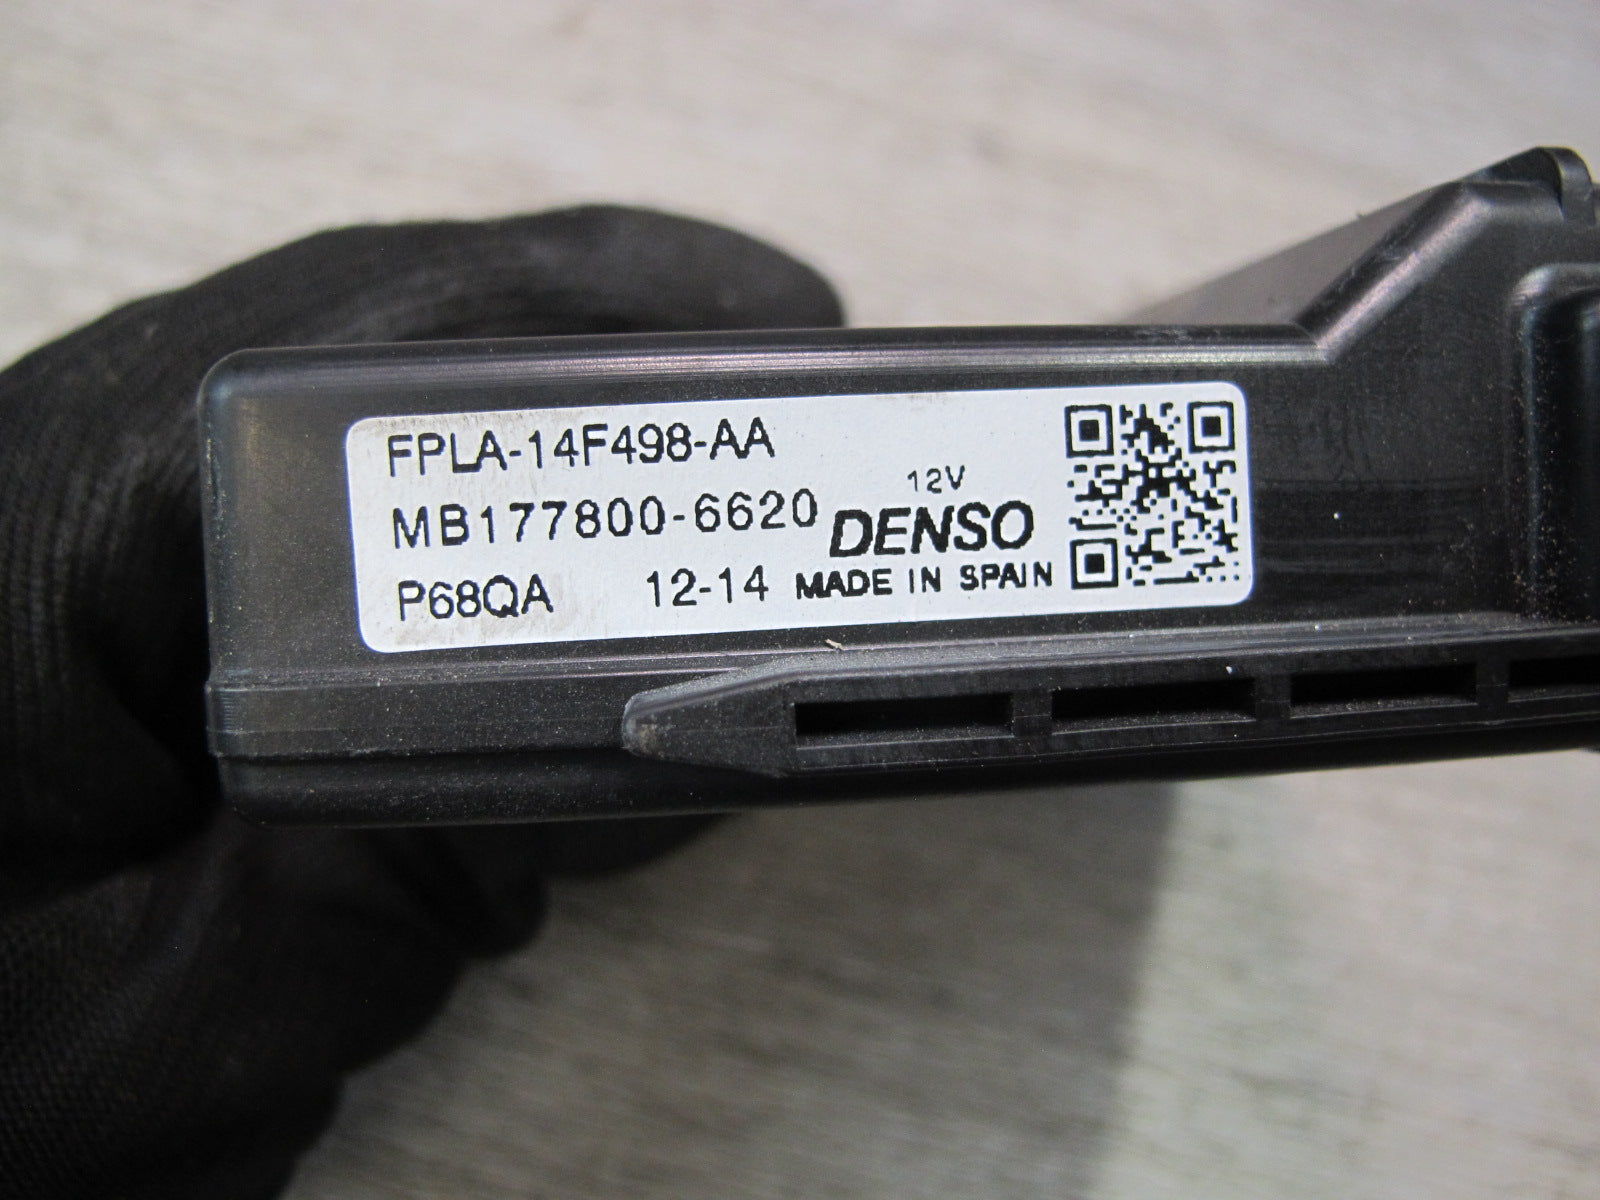 FPLA-14F498-AA
12V
MB177800-6620 DENSO
P68QA 12-14 MADE IN SPAIN